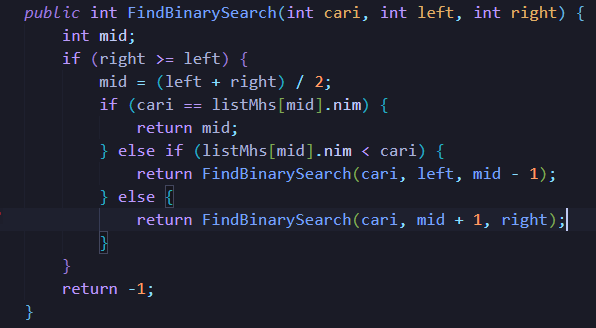 public int FindBinarySearch(int cari, int left, int right) {
    int mid;
    if (right >= left) {
        mid = (left + right) / 2;
        if (cari == listMhs[mid].nim) {
            return mid;
        } else if (listMhs[mid].nim < cari) {
            return FindBinarySearch(cari, left, mid - 1);
        } else {
            return FindBinarySearch(cari, mid + 1, right);
        }
    }
    return -1;
}